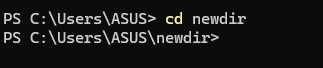 PS C:\Users\ASUS> cd newdir
PS C:\Users\ASUS\newdir>